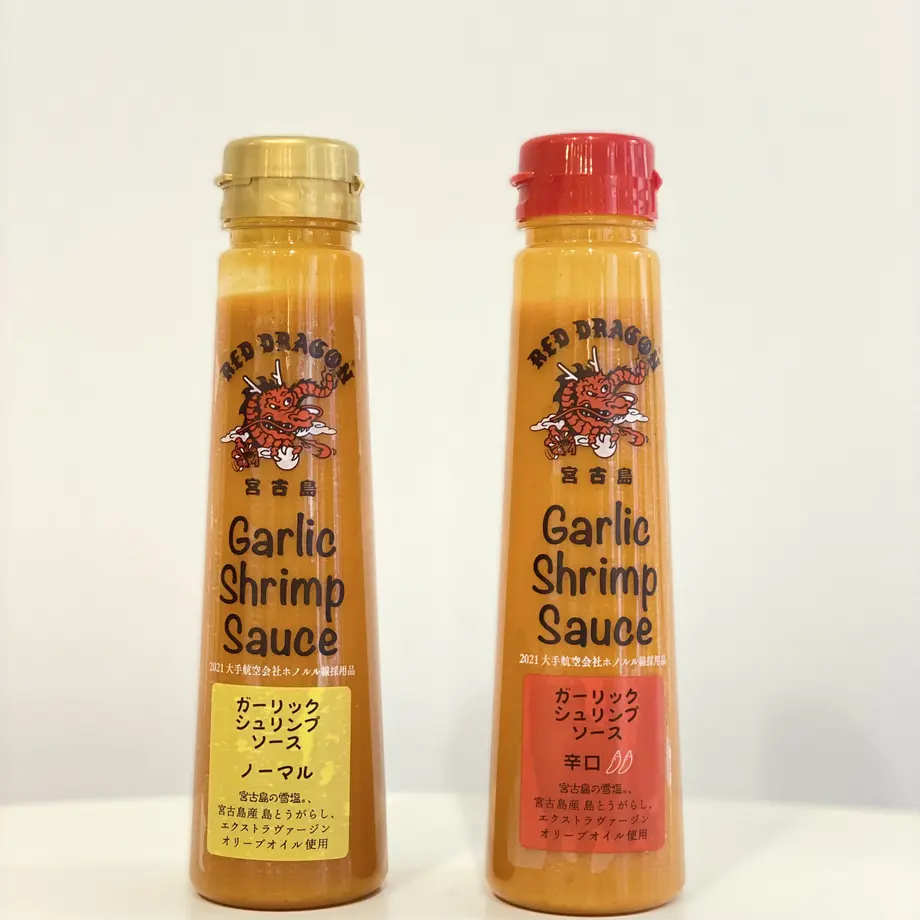 RED DRAGON
宮古島
Garlic
Shrimp
Sauce
2021 大手航空会社ホノルル線採用品
ガーリック
シュリンプ
ソース
ノーマル
宮古島の雪塩®、
宮古島産 島とうがらし、
エクストラヴァージン
オリーブオイル使用
RED DRAGON
宮古島
Garlic
Shrimp
Sauce
2021 大手航空会社ホノルル線採用品
ガーリック
シュリンプ
ソース
辛口
宮古島の雪塩®、
宮古島産 島とうがらし、
エクストラヴァージン
オリーブオイル使用